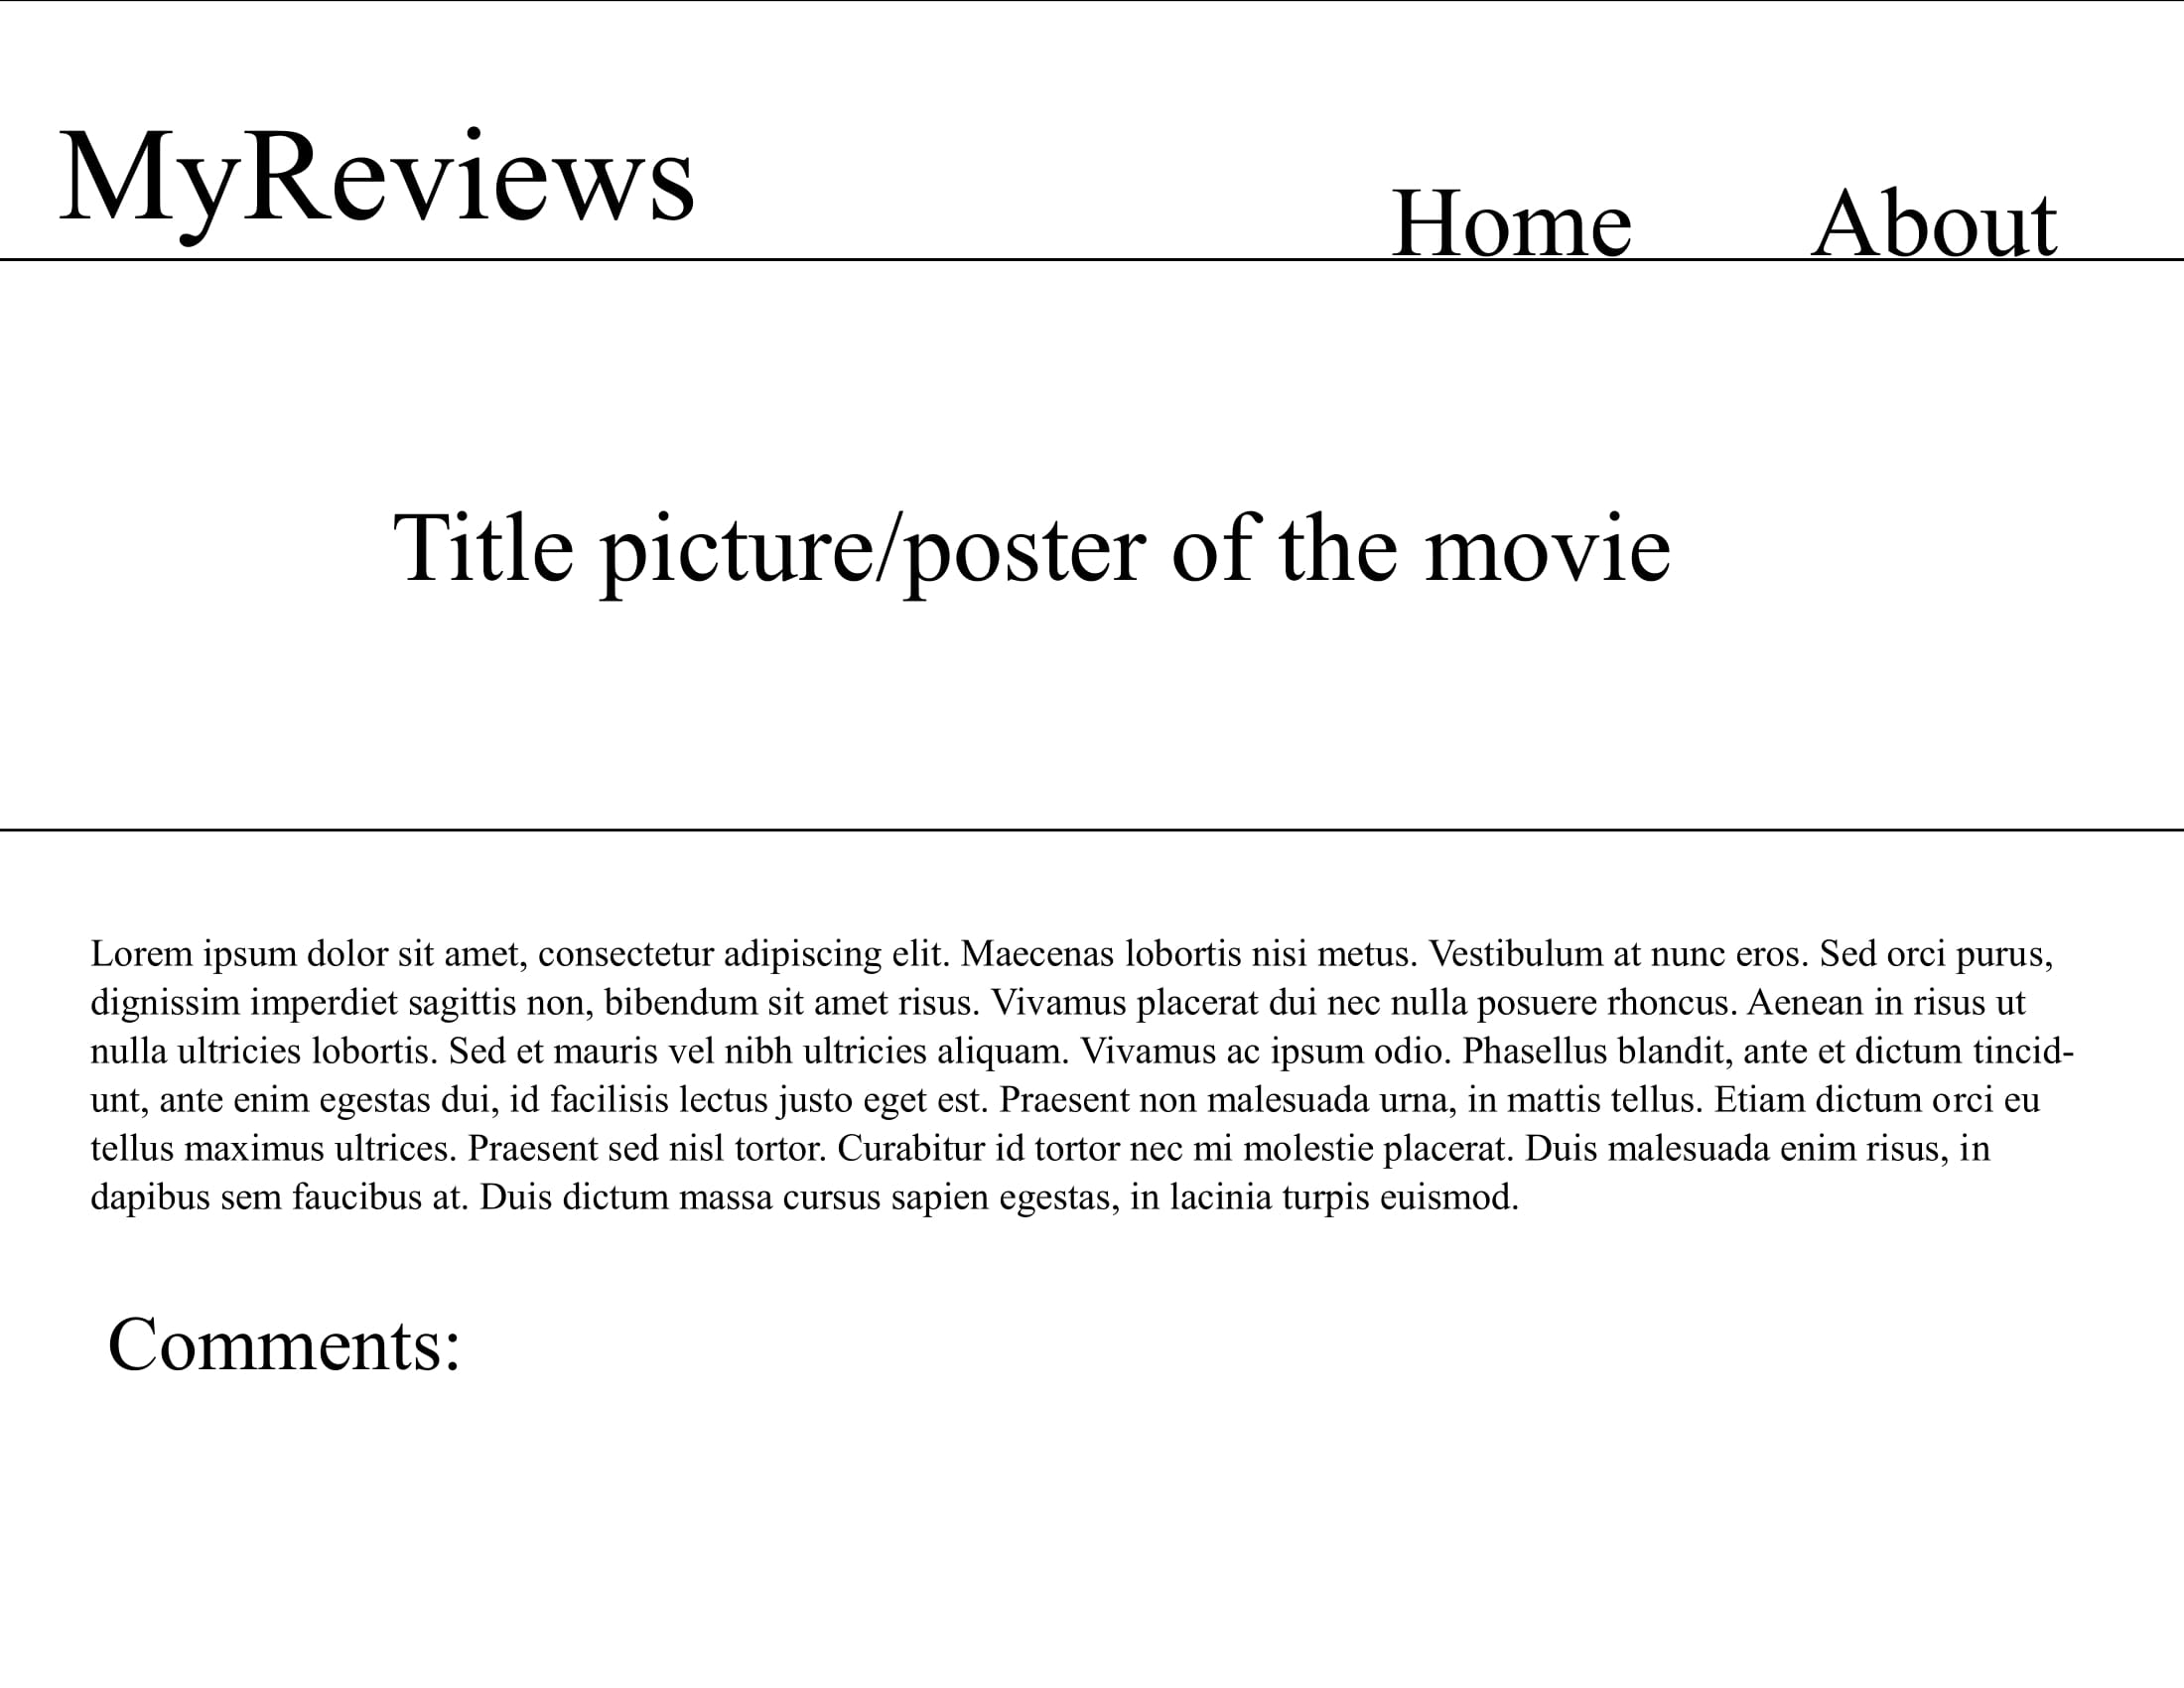 MyReviews
Home About
Title picture/poster of the movie
Lorem ipsum dolor sit amet, consectetur adipiscing elit. Maecenas lobortis nisi metus. Vestibulum at nunc eros. Sed orci purus,
dignissim imperdiet sagittis non, bibendum sit amet risus. Vivamus placerat dui nec nulla posuere rhoncus. Aenean in risus ut
nulla ultricies lobortis. Sed et mauris vel nibh ultricies aliquam. Vivamus ac ipsum odio. Phasellus blandit, ante et dictum tincid-
unt, ante enim egestas dui, id facilisis lectus justo eget est. Praesent non malesuada urna, in mattis tellus. Etiam dictum orci eu
tellus maximus ultrices. Praesent sed nisl tortor. Curabitur id tortor nec mi molestie placerat. Duis malesuada enim risus, in
dapibus sem faucibus at. Duis dictum massa cursus sapien egestas, in lacinia turpis euismod.
Comments: